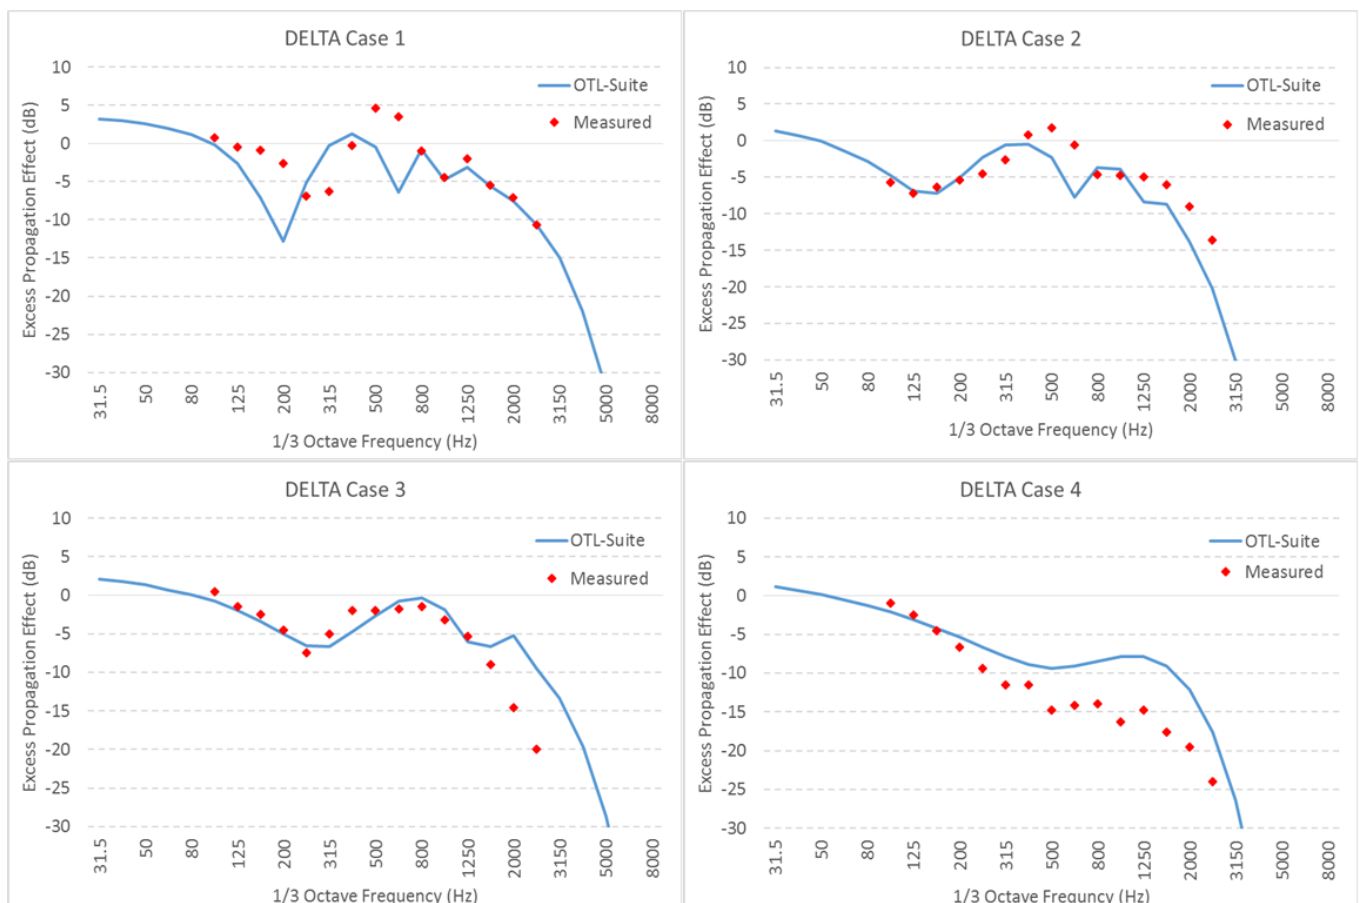 DELTA Case 1
10
5
0
-5
-10
-15
-20
-25
-30
Excess Propagation Effect (dB)
OTL-Suite
Measured
31.5 50 80 125 200 315 500 800 1250 2000 3150 5000 8000
1/3 Octave Frequency (Hz)
DELTA Case 2
10
5
0
-5
-10
-15
-20
-25
-30
Excess Propagation Effect (dB)
OTL-Suite
Measured
31.5 50 80 125 200 315 500 800 1250 2000 3150 5000 8000
1/3 Octave Frequency (Hz)
DELTA Case 3
10
5
0
-5
-10
-15
-20
-25
-30
Excess Propagation Effect (dB)
OTL-Suite
Measured
31.5 50 80 125 200 315 500 800 1250 2000 3150 5000 8000
1/3 Octave Frequency (Hz)
DELTA Case 4
10
5
0
-5
-10
-15
-20
-25
-30
Excess Propagation Effect (dB)
OTL-Suite
Measured
31.5 50 80 125 200 315 500 800 1250 2000 3150 5000 8000
1/3 Octave Frequency (Hz)